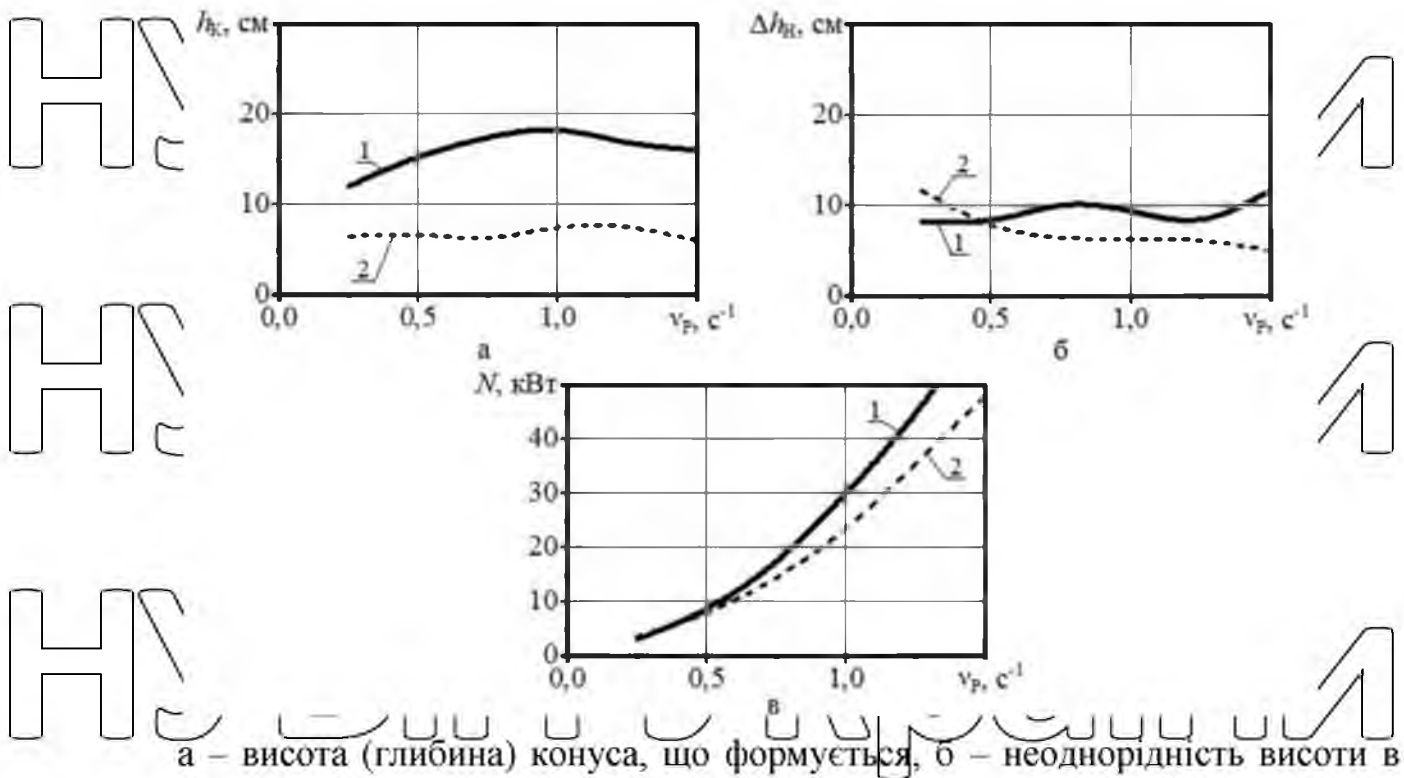 hк, см
Δhн, см
20
10
0
1
2
0,0
0,5
1,0
νр, с⁻¹
а
20
10
0
2
1
0,0
0,5
1,0
νр, с⁻¹
б
N, кВт
40
30
20
10
0
1
2
0,0
0,5
1,0
νр, с⁻¹
в
а – висота (глибина) конуса, що формується, б – неоднорідність висоти в